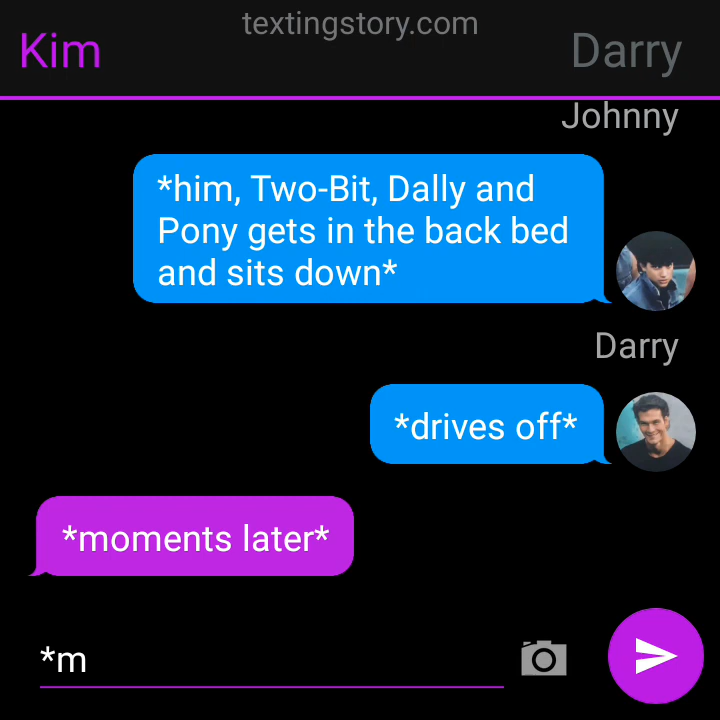 textingstory.com
Kim
Darry
Johnny
*him, Two-Bit, Dally and
Pony gets in the back bed
and sits down*
Darry
*drives off*
*moments later*
*m